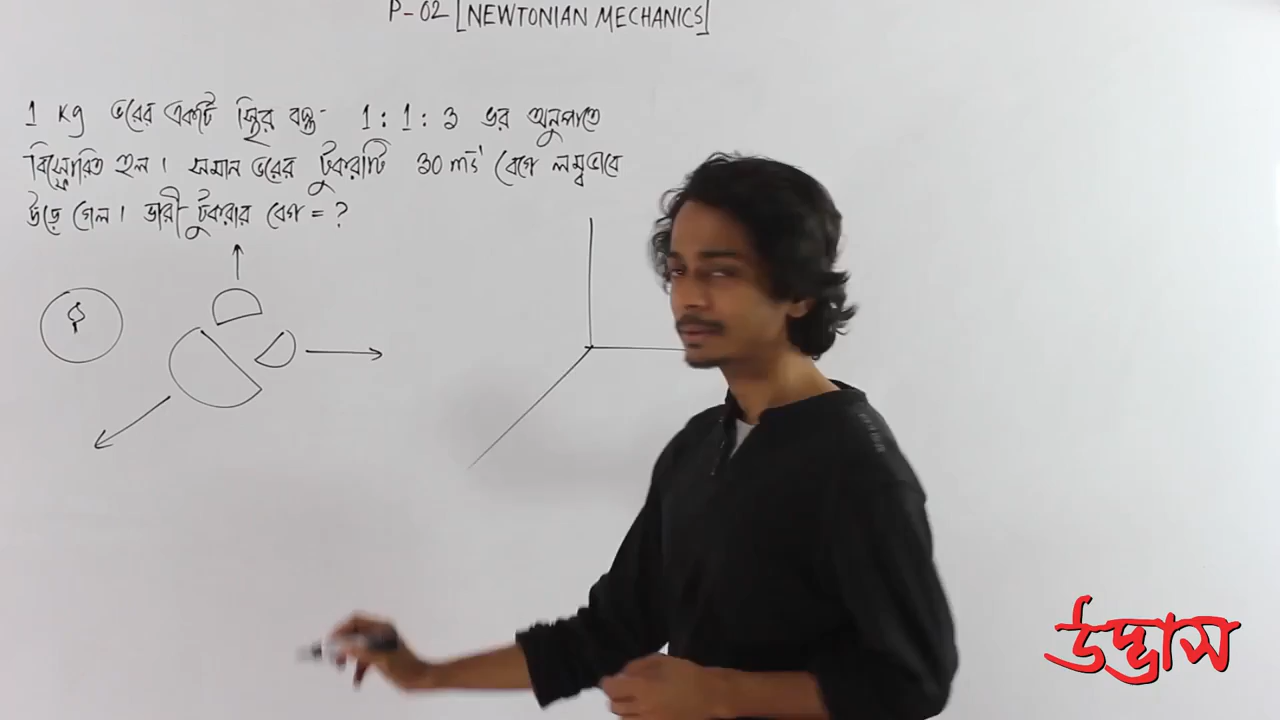 P-02 [NEWTONIAN MECHANICS]
1 Kg ভরের একটি স্থির বস্তু 1 : 1 : 3 ভর অনুপাতে
বিস্ফোরিত হল। সমান ভরের টুকরাটি 30 ms⁻¹ বেগে লম্বভাবে
উড়ে গেল। ভারী টুকরার বেগ = ?
উদ্ভাস